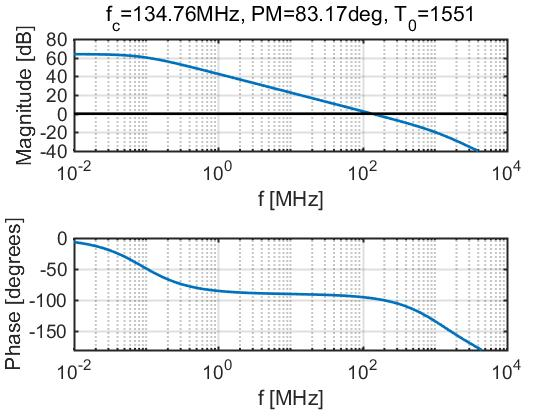 f_c=134.76MHz, PM=83.17deg, T_0=1551
Magnitude [dB]
80
60
40
20
0
-20
-40
10^-2 10^0 10^2 10^4
f [MHz]
Phase [degrees]
0
-50
-100
-150
10^-2 10^0 10^2 10^4
f [MHz]